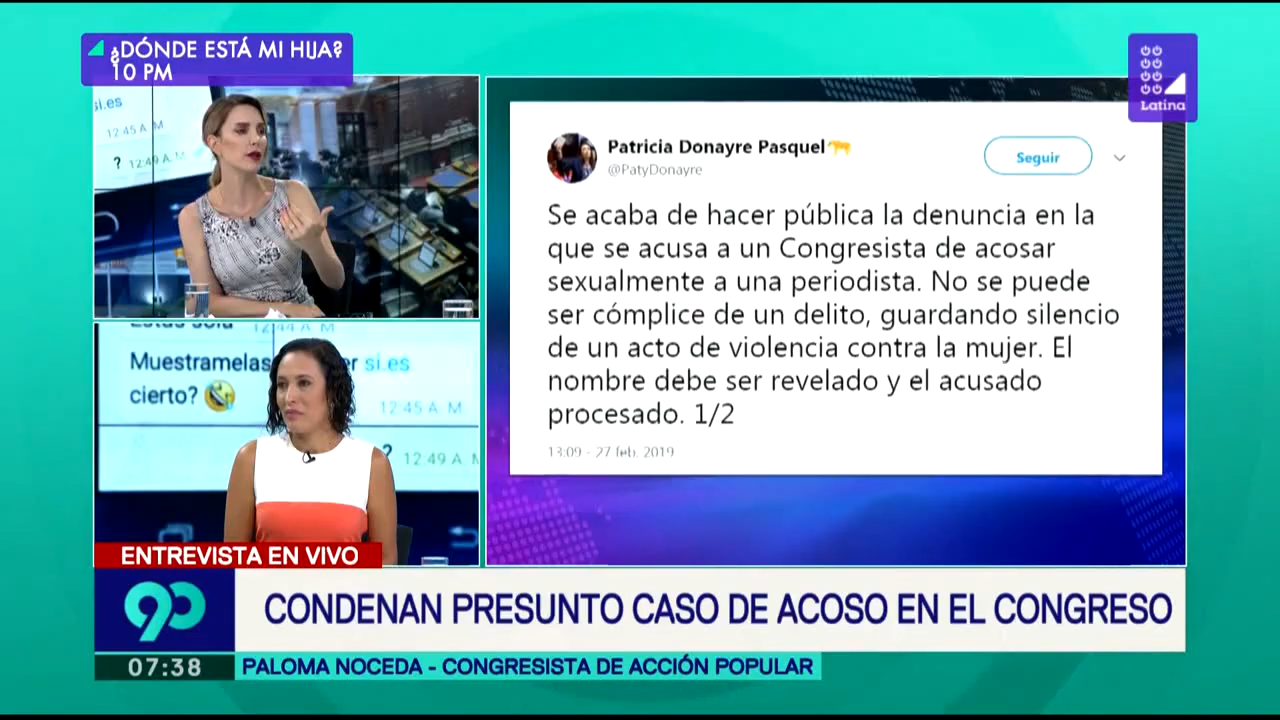 ¿DÓNDE ESTÁ MI HIJA?
10 PM
Latina
si.es
12:45 A. M
? 12:49 A. M
12:44 A. M
Muestramelas
er si.es
cierto?
12:45 A. M
? 12:49 A. M
Patricia Donayre Pasquel
@PatyDonayre
Seguir
Se acaba de hacer pública la denuncia en la
que se acusa a un Congresista de acosar
sexualmente a una periodista. No se puede
ser cómplice de un delito, guardando silencio
de un acto de violencia contra la mujer. El
nombre debe ser revelado y el acusado
procesado. 1/2
13:09 - 27 feb. 2019
ENTREVISTA EN VIVO
90
CONDENAN PRESUNTO CASO DE ACOSO EN EL CONGRESO
07:38
PALOMA NOCEDA - CONGRESISTA DE ACCIÓN POPULAR